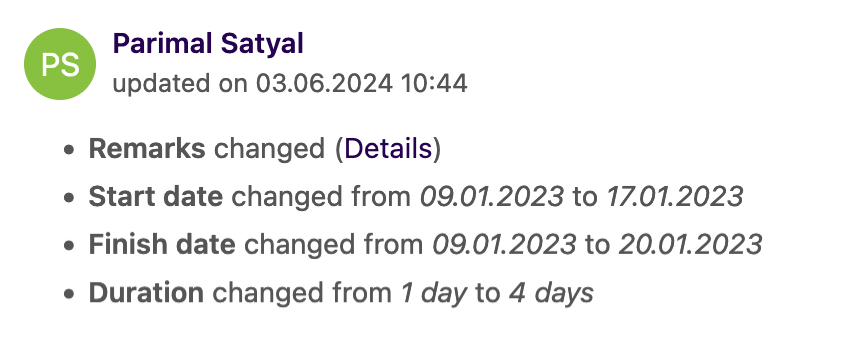 PS
Parimal Satyal
updated on 03.06.2024 10:44
• Remarks changed (Details)
• Start date changed from 09.01.2023 to 17.01.2023
• Finish date changed from 09.01.2023 to 20.01.2023
• Duration changed from 1 day to 4 days